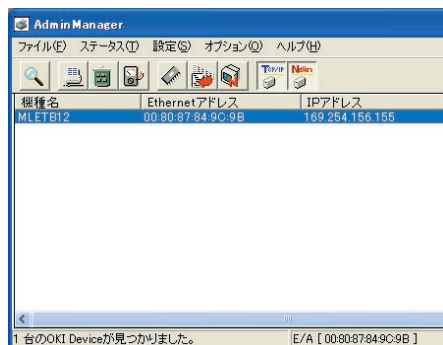 AdminManager
ファイル(F) ステータス(T) 設定(S) オプション(O) ヘルプ(H)
TCP/IP NetWare
機種名 Ethernetアドレス IPアドレス
MLETB12 00:80:87:84:9C:9B 169.254.156.155
1 台のOKI Deviceが見つかりました。 E/A [ 00:80:87:84:9C:9B ]